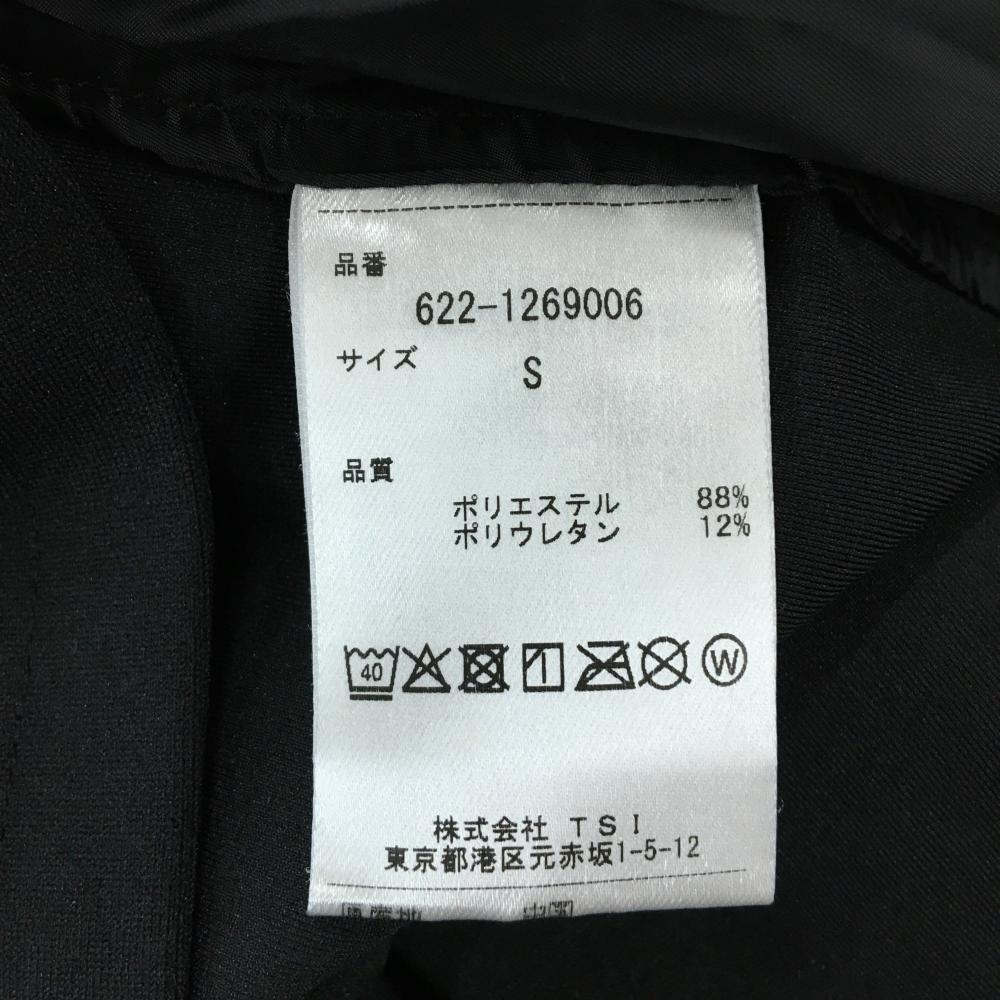 品番
622-1269006
サイズ
S
品質
ポリエステル 88%
ポリウレタン 12%
40
W
株式会社 TSI
東京都港区元赤坂1-5-12